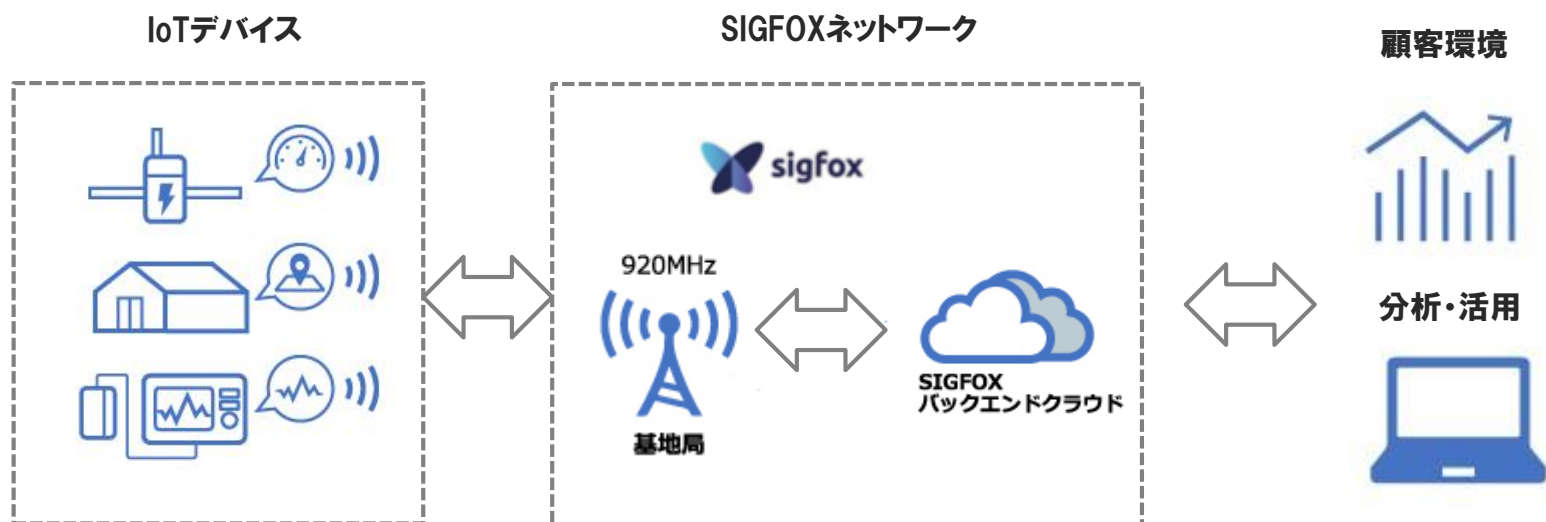 IoTデバイス
SIGFOXネットワーク
顧客環境
sigfox
920MHz
基地局
SIGFOX
バックエンドクラウド
分析・活用